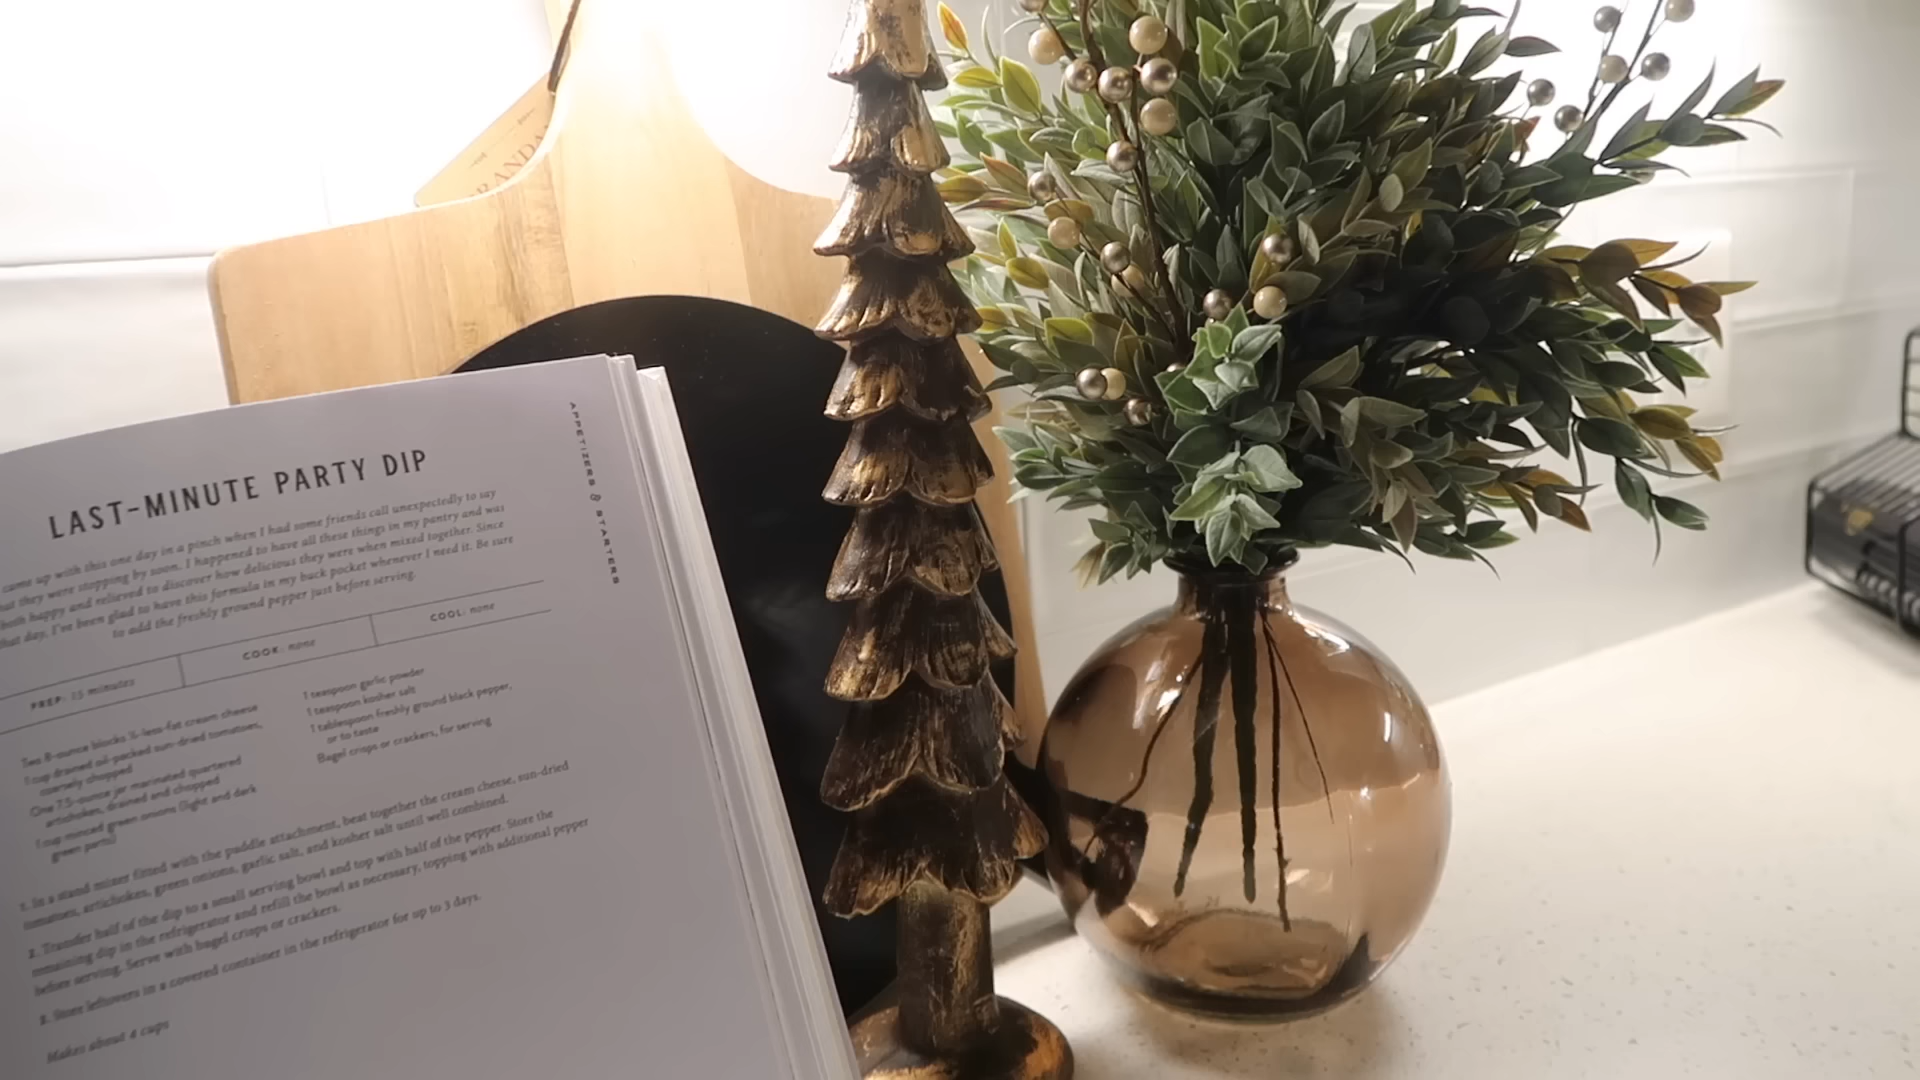 RANDA
APPETIZERS & STARTERS
LAST-MINUTE PARTY DIP
came up with this one day in a pinch when I had some friends call unexpectedly to say
they were stopping by soon. I happened to have all these things in my pantry and was
both happy and relieved to discover how delicious they were when mixed together. Since
that day, I've been glad to have this formula in my back pocket whenever I need it. Be sure
to add the freshly ground pepper just before serving.
PREP: 15 minutes
COOK: none
COOL: none
Two 8-ounce blocks ⅓-less-fat cream cheese
1 cup drained oil-packed sun-dried tomatoes,
coarsely chopped
One 7.5-ounce jar marinated quartered
artichokes, drained and chopped
1 cup minced green onions (light and dark
green parts)
1 teaspoon garlic powder
1 teaspoon kosher salt
1 tablespoon freshly ground black pepper,
or to taste
Bagel crisps or crackers, for serving
1. In a stand mixer fitted with the paddle attachment, beat together the cream cheese, sun-dried
tomatoes, artichokes, green onions, garlic salt, and kosher salt until well combined.
2. Transfer half of the dip to a small serving bowl and top with half of the pepper. Store the
remaining dip in the refrigerator and refill the bowl as necessary, topping with additional pepper
before serving. Serve with bagel crisps or crackers.
3. Store leftovers in a covered container in the refrigerator for up to 3 days.
Makes about 4 cups